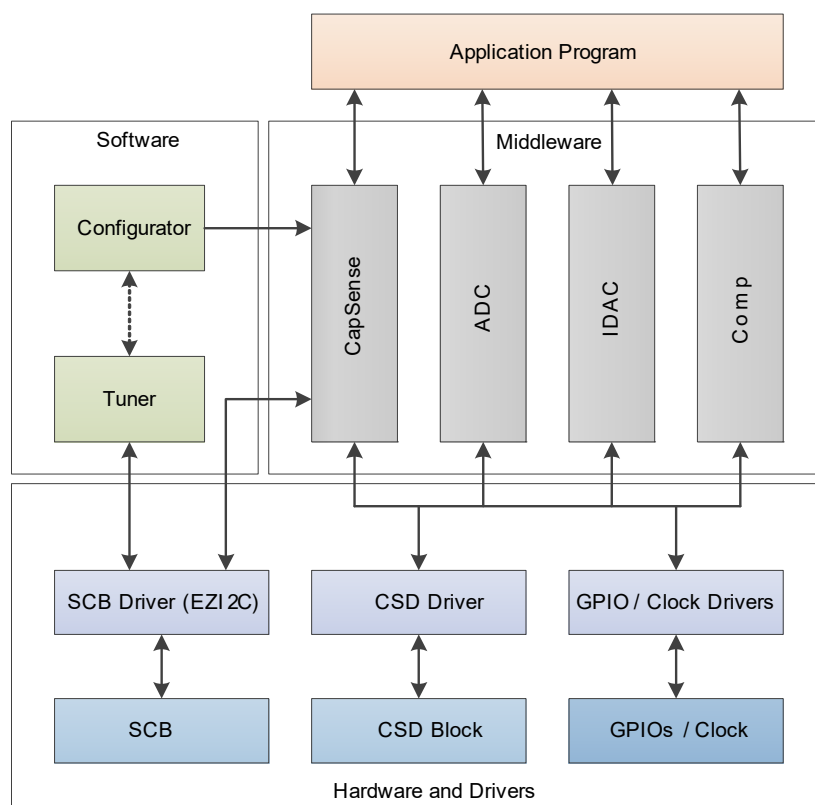 Application Program
Software
Middleware
Configurator
Tuner
CapSense
ADC
IDAC
Comp
SCB Driver (EZI2C)
CSD Driver
GPIO / Clock Drivers
SCB
CSD Block
GPIOs / Clock
Hardware and Drivers